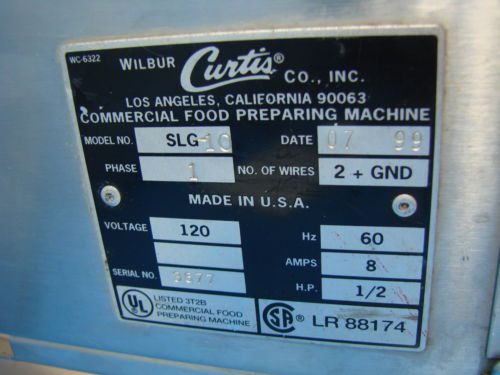 WC-6322
WILBUR Curtis® CO., INC.
LOS ANGELES, CALIFORNIA 90063
COMMERCIAL FOOD PREPARING MACHINE
MODEL NO. SLG-10 DATE 07 99
PHASE 1 NO. OF WIRES 2 + GND
MADE IN U.S.A.
VOLTAGE 120 Hz 60
AMPS 8
SERIAL NO. 3677 H.P. 1/2
UL LISTED 3T2B
COMMERCIAL FOOD
PREPARING MACHINE
SA LR 88174